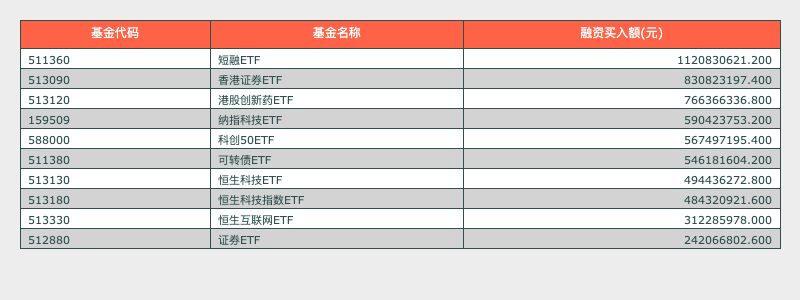 基金代码 基金名称 融资买入额(元)
511360 短融ETF 1120830621.200
513090 香港证券ETF 830823197.400
513120 港股创新药ETF 766366336.800
159509 纳指科技ETF 590423753.200
588000 科创50ETF 567497195.400
511380 可转债ETF 546181604.200
513130 恒生科技ETF 494436272.800
513180 恒生科技指数ETF 484320921.600
513330 恒生互联网ETF 312285978.000
512880 证券ETF 242066802.600